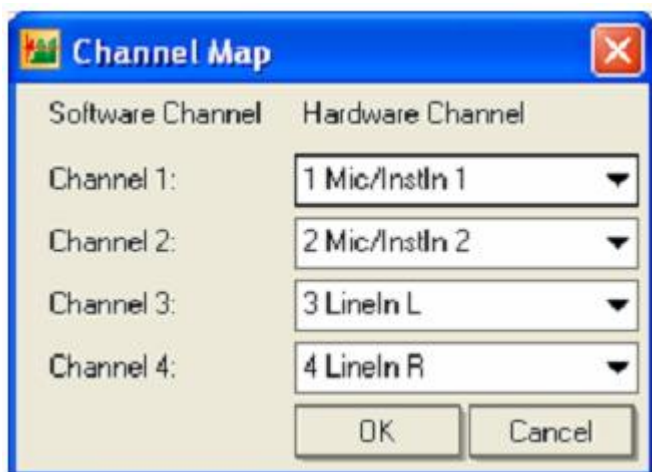 Channel Map
Software Channel Hardware Channel
Channel 1: 1 Mic/InstIn 1
Channel 2: 2 Mic/InstIn 2
Channel 3: 3 LineIn L
Channel 4: 4 LineIn R
OK Cancel